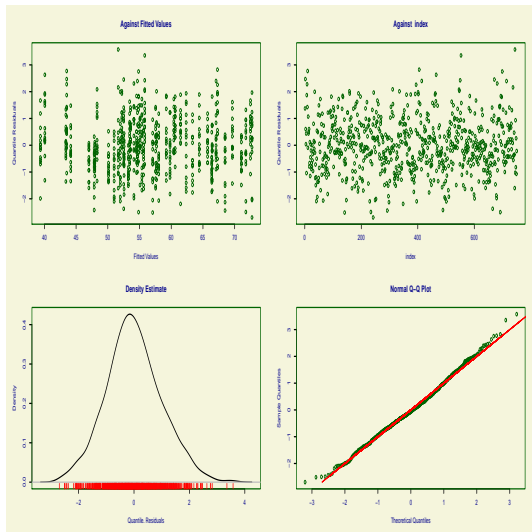 Against Fitted Values
Quantile Residuals
3
2
1
0
-1
-2
40 45 50 55 60 65 70
Fitted Values
Against index
Quantile Residuals
3
2
1
0
-1
-2
0 200 400 600
index
Density Estimate
Density
0.4
0.3
0.2
0.1
0.0
-2 0 2 4
Quantile. Residuals
Normal Q-Q Plot
Sample Quantiles
3
2
1
0
-1
-2
-3 -2 -1 0 1 2 3
Theoretical Quantiles